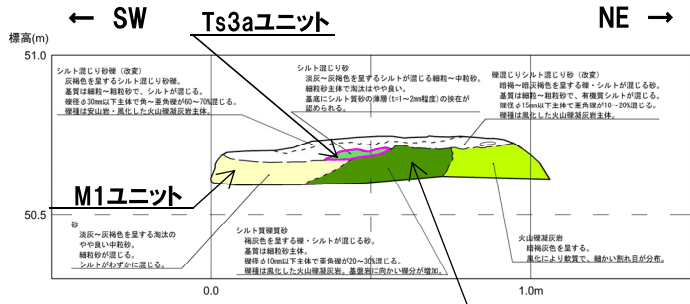 ← SW
Ts3aユニット
NE →
標高(m)
51.0
シルト混じり砂礫（改変）
灰褐色を呈するシルト混じり砂礫。
基質は細粒～粗粒砂で、シルトが混じる。
礫径φ30mm以下主体で角～亜角礫が60～70%混じる。
礫種は安山岩・風化した火山礫凝灰岩主体。
シルト混じり砂
淡灰～灰褐色を呈するシルトが混じる細粒～中粒砂。
細粒砂主体で淘汰はやや良い。
基底にシルト質砂の薄層(t=1～2mm程度)の挟在が
認められる。
礫混じりシルト混じり砂（改変）
暗褐～暗灰褐色を呈する礫・シルトが混じる砂。
基質は細粒～粗粒砂で、有機質シルトが混じる。
礫径φ15mm以下主体で亜角礫が10～20%混じる。
礫種は風化した火山礫凝灰岩主体。
M1ユニット
50.5
砂
淡灰～灰褐色を呈する淘汰の
やや良い中粒砂。
細粒砂が混じる。
シルトがわずかに混じる。
シルト質礫質砂
褐灰色を呈する礫・シルトが混じる砂。
基質は細粒砂主体。
礫径φ10mm以下主体で亜角礫が20～30%混じる。
礫種は風化した火山礫凝灰岩。基盤岩に向かい礫分が増加。
火山礫凝灰岩
暗褐灰色を呈する。
風化により軟質で、細かい割れ目が分布。
0.0
1.0m